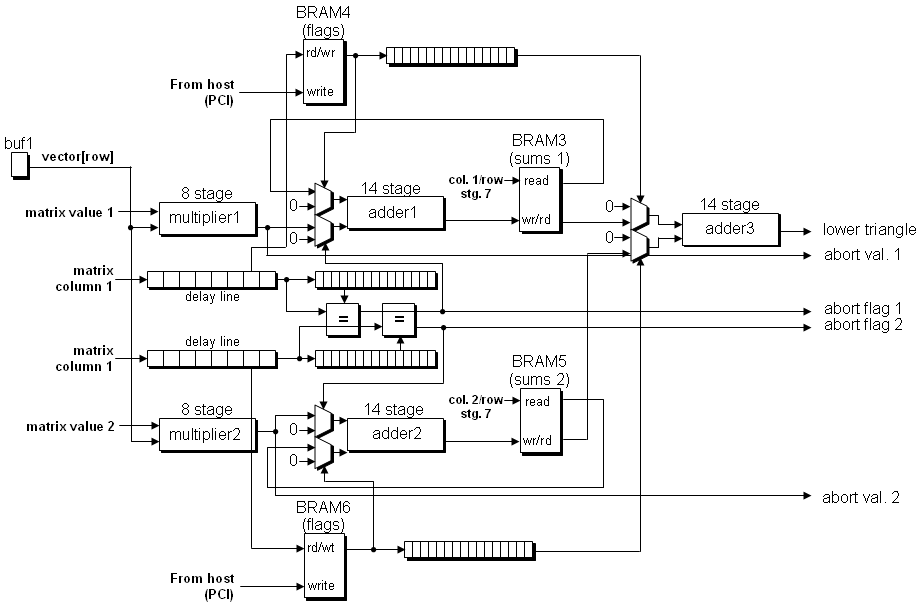 BRAM4
(flags)
rd/wr
From host
(PCI)
write
buf1
vector[row]
BRAM3
(sums 1)
col. 1/row
stg. 7
read
wr/rd
8 stage
multiplier1
matrix value 1
14 stage
adder1
0
0
0
0
14 stage
adder3
lower triangle
abort val. 1
matrix
column 1
delay line
=
=
abort flag 1
abort flag 2
matrix
column 1
delay line
BRAM5
(sums 2)
col. 2/row
stg. 7
read
wr/rd
8 stage
multiplier2
matrix value 2
14 stage
adder2
0
0
abort val. 2
BRAM6
(flags)
rd/wt
From host
(PCI)
write